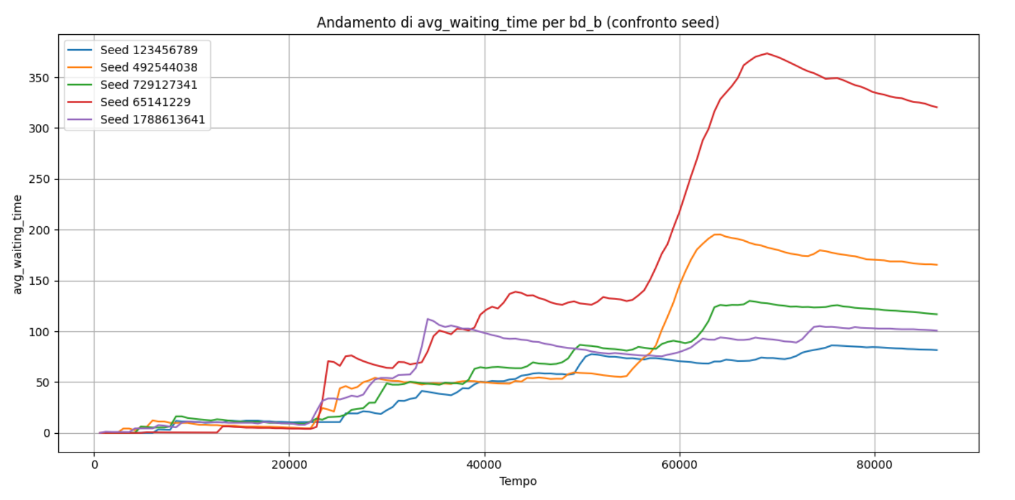 Andamento di avg_waiting_time per bd_b (confronto seed)
Seed 123456789
Seed 492544038
Seed 729127341
Seed 65141229
Seed 1788613641
avg_waiting_time
350
300
250
200
150
100
50
0
0 20000 40000 60000 80000
Tempo